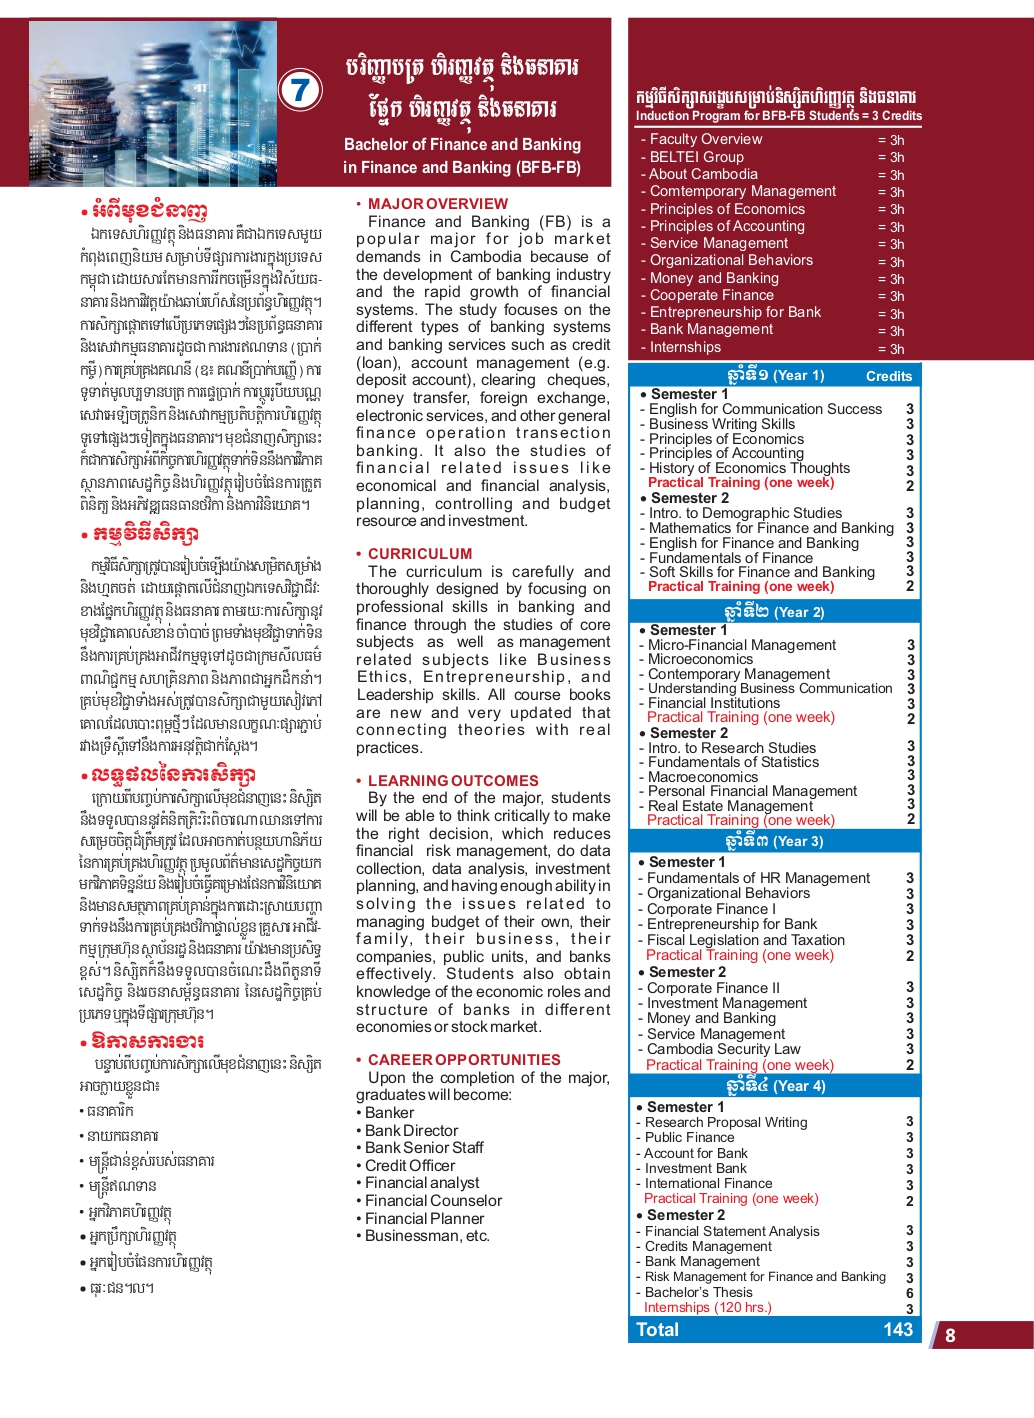 7
បរិញ្ញាបត្រ ហិរញ្ញវត្ថុ និងធនាគារ
ផ្នែក ហិរញ្ញវត្ថុ និងធនាគារ
Bachelor of Finance and Banking
in Finance and Banking (BFB-FB)
• អំពីមុខជំនាញ
ឯកទេសហិរញ្ញវត្ថុ និងធនាគារ គឺជាឯកទេសមួយ
កំពុងពេញនិយម សម្រាប់ទីផ្សារការងារក្នុងប្រទេស
កម្ពុជា ដោយសារតែមានការរីកចម្រើនក្នុងវិស័យធ-
នាគារ និងការវិវត្តយ៉ាងឆាប់រហ័សនៃប្រព័ន្ធហិរញ្ញវត្ថុ។
ការសិក្សាផ្តោតទៅលើប្រភេទផ្សេងៗនៃប្រព័ន្ធធនាគារ
និងសេវាកម្មធនាគារដូចជា ការងារឥណទាន (ប្រាក់
កម្ចី) ការគ្រប់គ្រងគណនី (ឧៈ គណនីប្រាក់បញ្ញើ) ការ
ទូទាត់មូលប្បទានបត្រ ការផ្ញេប្រាក់ ការប្តូររូបិយបណ្ណ
សេវាអេឡិចត្រូនិក និងសេវាកម្មប្រតិបត្តិការហិរញ្ញវត្ថុ
ទូទៅផ្សេងៗទៀតក្នុងធនាគារ។ មុខជំនាញសិក្សានេះ
ក៏ជាការសិក្សាអំពីកិច្ចការហិរញ្ញវត្ថុទាក់ទិននឹងការវិភាគ
ស្ថានភាពសេដ្ឋកិច្ច និងហិរញ្ញវត្ថុ រៀបចំផែនការត្រួត
ពិនិត្យ និងអភិវឌ្ឍធនធានថវិកា និងការវិនិយោគ។
• កម្មវិធីសិក្សា
កម្មវិធីសិក្សាត្រូវបានរៀបចំឡើងយ៉ាងសម្រិតសម្រាំង
និងហ្មតចត់ ដោយផ្តោតលើជំនាញឯកទេសវិជ្ជាជីវៈ
ខាងផ្នែកហិរញ្ញវត្ថុ និងធនាគារ តាមរយៈការសិក្សានូវ
មុខវិជ្ជាគោលសំខាន់ចាំបាច់ ព្រមទាំងមុខវិជ្ជាទាក់ទិន
នឹងការគ្រប់គ្រងអាជីវកម្មទូទៅដូចជាក្រមសីលធម៌
ពាណិជ្ជកម្ម សហគ្រិនភាព និងភាពជាអ្នកដឹកនាំ។
គ្រប់មុខវិជ្ជាទាំងអស់ត្រូវបានសិក្សាជាមួយសៀវភៅ
គោលដែលបោះពុម្ពថ្មីៗ ដែលមានលក្ខណៈផ្សារភ្ជាប់
រវាងទ្រឹស្តីទៅនឹងការអនុវត្តិជាក់ស្តែង។
• លទ្ធផលនៃការសិក្សា
ក្រោយពីបញ្ចប់ការសិក្សាលើមុខជំនាញនេះ និស្សិត
នឹងទទួលបាននូវគំនិតត្រិះរិះពិចារណាឈានទៅការ
សម្រេចចិត្តដ៏ត្រឹមត្រូវ ដែលអាចកាត់បន្ថយហានិភ័យ
នៃការគ្រប់គ្រងហិរញ្ញវត្ថុ ប្រមូលព័ត៌មានសេដ្ឋកិច្ចយក
មកវិភាគទិន្នន័យ និងរៀបចំធ្វើគម្រោងផែនការវិនិយោគ
និងមានសមត្ថភាពគ្រប់គ្រាន់ក្នុងការដោះស្រាយបញ្ហា
ទាក់ទងនឹងការគ្រប់គ្រងថវិកាផ្ទាល់ខ្លួន គ្រួសារ អាជីវ-
កម្ម ក្រុមហ៊ុន ស្ថាប័នរដ្ឋ និងធនាគារ យ៉ាងមានប្រសិទ្ធ
ខ្ពស់។ និស្សិតក៏នឹងទទួលបានចំណេះដឹងពីតួនាទី
សេដ្ឋកិច្ច និងរចនាសម្ព័ន្ធធនាគារ នៃសេដ្ឋកិច្ចគ្រប់
ប្រភេទ ឬក្នុងទីផ្សារក្រុមហ៊ុន។
• ឱកាសការងារ
បន្ទាប់ពីបញ្ចប់ការសិក្សាលើមុខជំនាញនេះ និស្សិត
អាចក្លាយខ្លួនជា៖
• ធនាគារិក
• នាយកធនាគារ
• មន្ត្រីជាន់ខ្ពស់របស់ធនាគារ
• មន្ត្រីឥណទាន
• អ្នកវិភាគហិរញ្ញវត្ថុ
• អ្នកប្រឹក្សាហិរញ្ញវត្ថុ
• អ្នករៀបចំផែនការហិរញ្ញវត្ថុ
• ធុរៈជន។ល។
• MAJOR OVERVIEW
Finance and Banking (FB) is a
popular major for job market
demands in Cambodia because of
the development of banking industry
and the rapid growth of financial
systems. The study focuses on the
different types of banking systems
and banking services such as credit
(loan), account management (e.g.
deposit account), clearing cheques,
money transfer, foreign exchange,
electronic services, and other general
finance operation transection
banking. It also the studies of
financial related issues like
economical and financial analysis,
planning, controlling and budget
resource and investment.
• CURRICULUM
The curriculum is carefully and
thoroughly designed by focusing on
professional skills in banking and
finance through the studies of core
subjects as well as management
related subjects like Business
Ethics, Entrepreneurship, and
Leadership skills. All course books
are new and very updated that
connecting theories with real
practices.
• LEARNING OUTCOMES
By the end of the major, students
will be able to think critically to make
the right decision, which reduces
financial risk management, do data
collection, data analysis, investment
planning, and having enough ability in
solving the issues related to
managing budget of their own, their
family, their business, their
companies, public units, and banks
effectively. Students also obtain
knowledge of the economic roles and
structure of banks in different
economies or stock market.
• CAREER OPPORTUNITIES
Upon the completion of the major,
graduates will become:
• Banker
• Bank Director
• Bank Senior Staff
• Credit Officer
• Financial analyst
• Financial Counselor
• Financial Planner
• Businessman, etc.
កម្មវិធីសិក្សាសង្ខេបសម្រាប់និស្សិតហិរញ្ញវត្ថុ និងធនាគារ
Induction Program for BFB-FB Students = 3 Credits
- Faculty Overview = 3h
- BELTEI Group = 3h
- About Cambodia = 3h
- Comtemporary Management = 3h
- Principles of Economics = 3h
- Principles of Accounting = 3h
- Service Management = 3h
- Organizational Behaviors = 3h
- Money and Banking = 3h
- Cooperate Finance = 3h
- Entrepreneurship for Bank = 3h
- Bank Management = 3h
- Internships = 3h
ឆ្នាំទី១ (Year 1) Credits
• Semester 1
- English for Communication Success 3
- Business Writing Skills 3
- Principles of Economics 3
- Principles of Accounting 3
- History of Economics Thoughts 3
Practical Training (one week) 2
• Semester 2
- Intro. to Demographic Studies 3
- Mathematics for Finance and Banking 3
- English for Finance and Banking 3
- Fundamentals of Finance 3
- Soft Skills for Finance and Banking 3
Practical Training (one week) 2
ឆ្នាំទី២ (Year 2)
• Semester 1
- Micro-Financial Management 3
- Microeconomics 3
- Contemporary Management 3
- Understanding Business Communication 3
- Financial Institutions 3
Practical Training (one week) 2
• Semester 2
- Intro. to Research Studies 3
- Fundamentals of Statistics 3
- Macroeconomics 3
- Personal Financial Management 3
- Real Estate Management 3
Practical Training (one week) 2
ឆ្នាំទី៣ (Year 3)
• Semester 1
- Fundamentals of HR Management 3
- Organizational Behaviors 3
- Corporate Finance I 3
- Entrepreneurship for Bank 3
- Fiscal Legislation and Taxation 3
Practical Training (one week) 2
• Semester 2
- Corporate Finance II 3
- Investment Management 3
- Money and Banking 3
- Service Management 3
- Cambodia Security Law 3
Practical Training (one week) 2
ឆ្នាំទី៤ (Year 4)
• Semester 1
- Research Proposal Writing 3
- Public Finance 3
- Account for Bank 3
- Investment Bank 3
- International Finance 3
Practical Training (one week) 2
• Semester 2
- Financial Statement Analysis 3
- Credits Management 3
- Bank Management 3
- Risk Management for Finance and Banking 3
- Bachelor's Thesis 6
Internships (120 hrs.) 3
Total 143
8